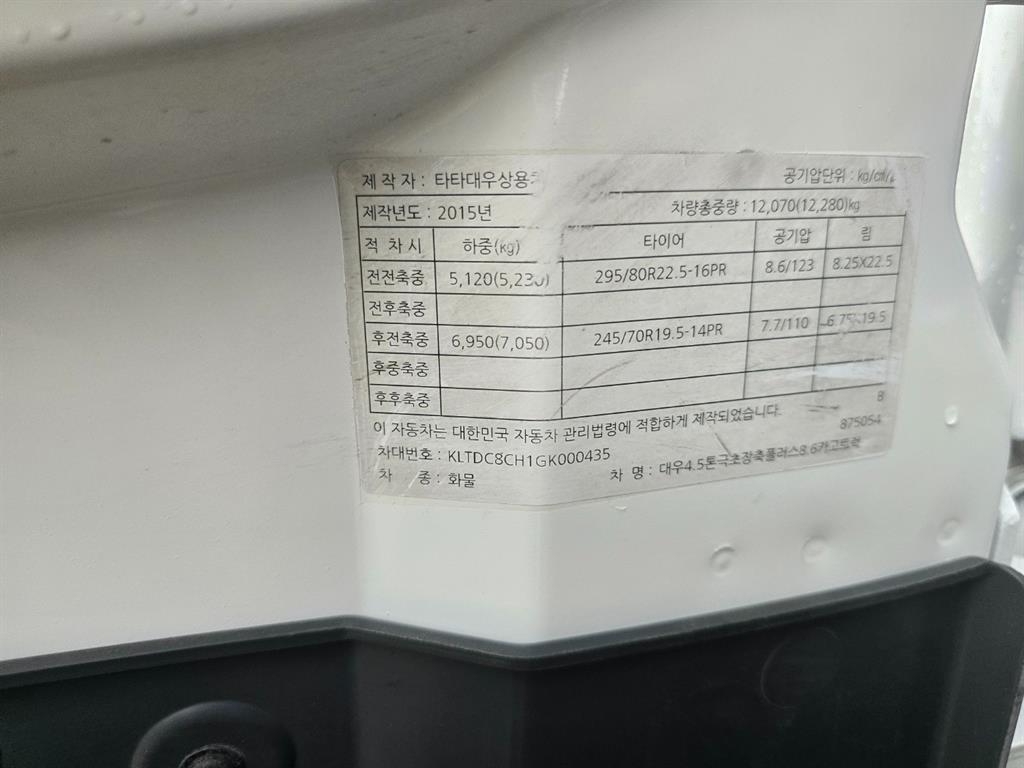 제 작 자 : 타타대우상용 공기압단위 : kg/㎠/
제작년도 : 2015년 차량총중량 : 12,070(12,280)kg
적 차 시 하중(kg) 타이어 공기압 림
전전축중 5,120(5,230) 295/80R22.5-16PR 8.6/123 8.25X22.5
전후축중
후전축중 6,950(7,050) 245/70R19.5-14PR 7.7/110 6.75X19.5
후중축중
후후축중
8
이 자동차는 대한민국 자동차 관리법령에 적합하게 제작되었습니다. 875054
차대번호 : KLTDC8CH1GK000435
차 종 : 화물 차 명 : 대우4.5톤극초장축플러스8.6카고트럭